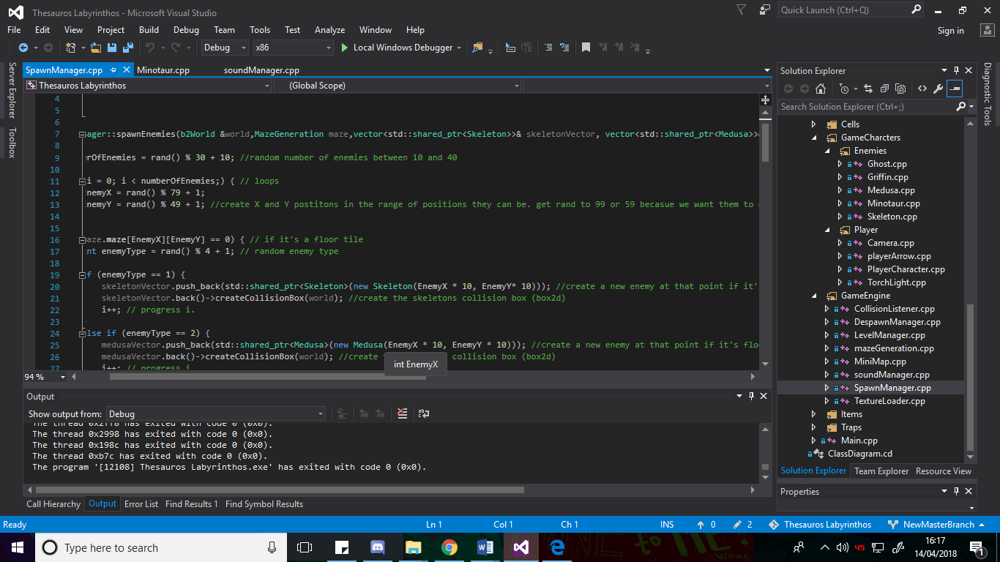 Thesauros Labyrinthos - Microsoft Visual Studio
Quick Launch (Ctrl+Q)
File Edit View Project Build Debug Team Tools Test Analyze Window Help
Sign in
Debug x86 Local Windows Debugger
Server Explorer
Toolbox
SpawnManager.cpp Minotaur.cpp soundManager.cpp
Thesauros Labyrinthos (Global Scope)
4
5
6
7 ager::spawnEnemies(b2World &world,MazeGeneration maze,vector<std::shared_ptr<Skeleton>>& skeletonVector, vector<std::shared_ptr<Medusa>>&
8
9 erOfEnemies = rand() % 30 + 10; //random number of enemies between 10 and 40
10
11 i = 0; i < numberOfEnemies;) { // loops
12 EnemyX = rand() % 79 + 1;
13 EnemyY = rand() % 49 + 1; //create X and Y postitons in the range of positions they can be. get rand to 99 or 59 becasue we want them to
14
15
16 aze.maze[EnemyX][EnemyY] == 0) { // if it's a floor tile
17 int enemyType = rand() % 4 + 1; // random enemy type
18
19 f (enemyType == 1) {
20 skeletonVector.push_back(std::shared_ptr<Skeleton>(new Skeleton(EnemyX * 10, EnemyY* 10))); //create a new enemy at that point if it'
21 skeletonVector.back()->createCollisionBox(world); //create the skeletons collision box (box2d)
22 i++; // progress i.
23
24 lse if (enemyType == 2) {
25 medusaVector.push_back(std::shared_ptr<Medusa>(new Medusa(EnemyX * 10, EnemyY * 10))); //create a new enemy at that point if it's flo
26 medusaVector.back()->createCollisionBox(world); //create collision box (box2d)
27 i++; // progress i
int EnemyX
94 %
Output
Show output from: Debug
The thread 0x2ff8 has exited with code 0 (0x0).
The thread 0x2998 has exited with code 0 (0x0).
The thread 0x198c has exited with code 0 (0x0).
The thread 0xb7c has exited with code 0 (0x0).
The program '[12108] Thesauros Labyrinthos.exe' has exited with code 0 (0x0).
Call Hierarchy Output Error List Find Results 1 Find Symbol Results
Solution Explorer
Search Solution Explorer (Ctrl+;)
Cells
GameCharcters
Enemies
Ghost.cpp
Griffin.cpp
Medusa.cpp
Minotaur.cpp
Skeleton.cpp
Player
Camera.cpp
playerArrow.cpp
PlayerCharacter.cpp
TorchLight.cpp
GameEngine
CollisionListener.cpp
DespawnManager.cpp
LevelManager.cpp
mazeGeneration.cpp
MiniMap.cpp
soundManager.cpp
SpawnManager.cpp
TextureLoader.cpp
Items
Traps
Main.cpp
ClassDiagram.cd
Solution Explorer Team Explorer Resource View
Properties
Diagnostic Tools
Ready Ln 1 Col 1 Ch 1 INS 0 2 Thesauros Labyrinthos NewMasterBranch
Type here to search
45
16:17
14/04/2018
1